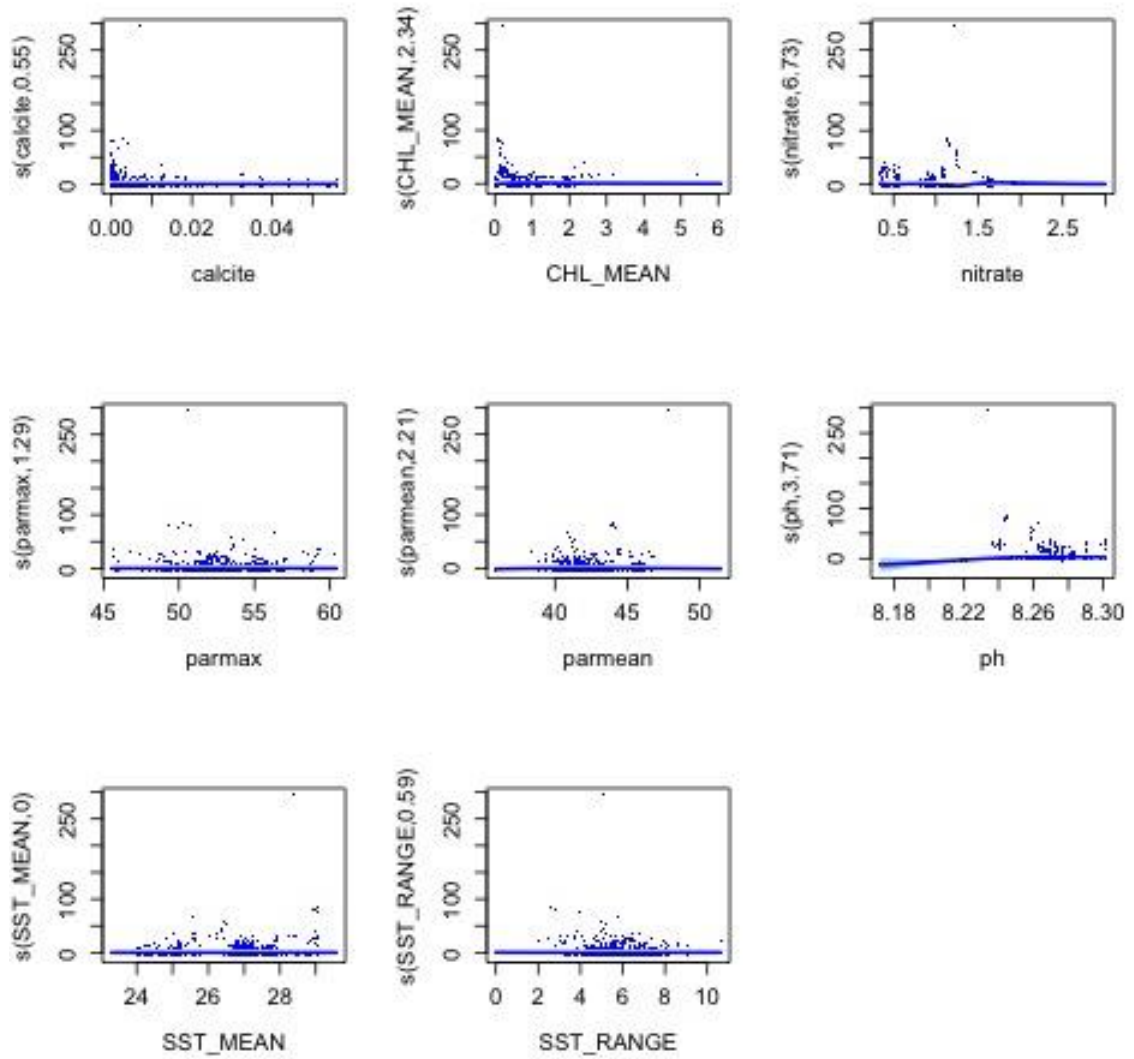 s(calcite,0.55)
250
100
0
0.00 0.02 0.04
calcite
s(CHL_MEAN,2.34)
250
100
0
0 1 2 3 4 5 6
CHL_MEAN
s(nitrate,6.73)
250
100
0
0.5 1.5 2.5
nitrate
s(parmax,1.29)
250
100
0
45 50 55 60
parmax
s(parmean,2.21)
250
100
0
40 45 50
parmean
s(ph,3.71)
250
100
0
8.18 8.22 8.26 8.30
ph
s(SST_MEAN,0)
250
100
0
24 26 28
SST_MEAN
s(SST_RANGE,0.59)
250
100
0
0 2 4 6 8 10
SST_RANGE